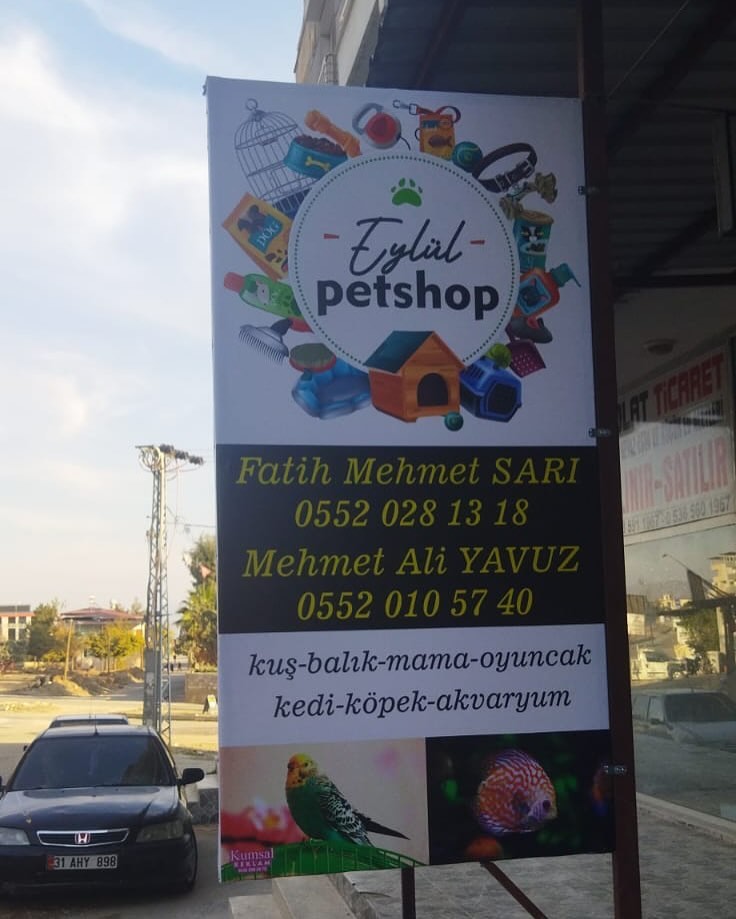 Eylül
petshop
DOG
Fatih Mehmet SARI
0552 028 13 18
Mehmet Ali YAVUZ
0552 010 57 40
kuş-balık-mama-oyuncak
kedi-köpek-akvaryum
Kumsal
REKLAM
31 AHY 898
LAT TİCARET
SATILIR